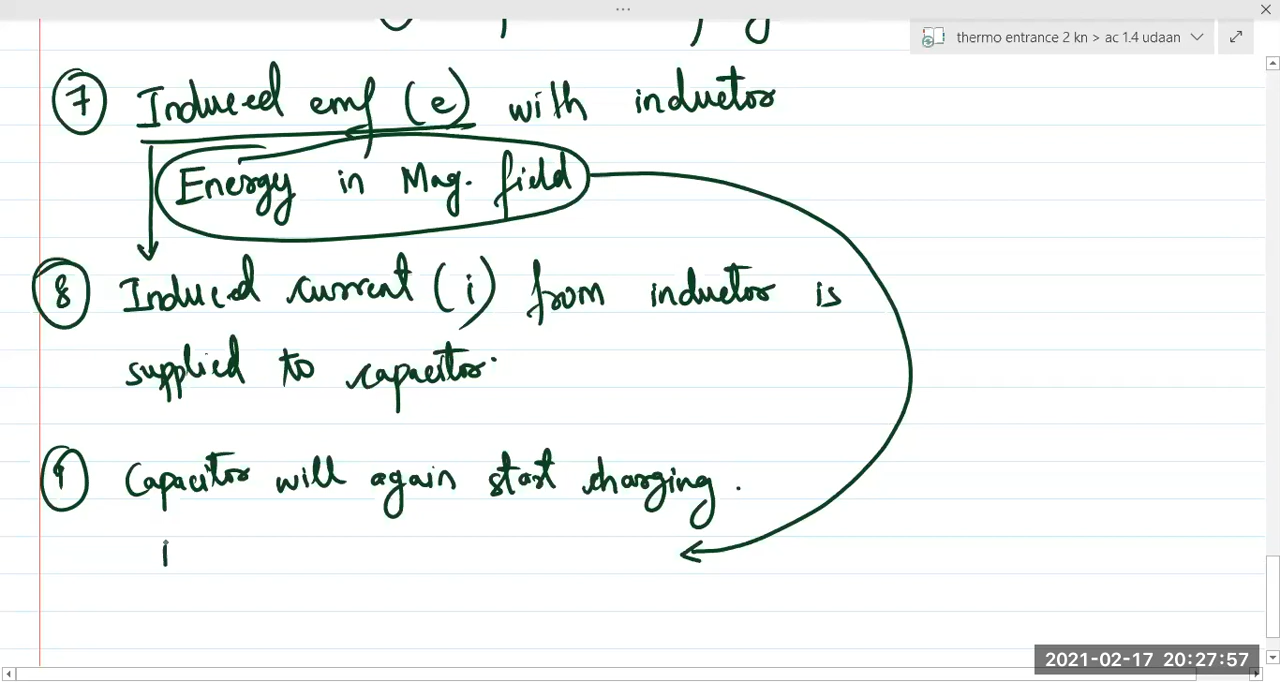 thermo entrance 2 kn > ac 1.4 udaan
7 Induced emf (e) with inductor
Energy in Mag. field
8 Induced current (i) from inductor is
supplied to capacitor.
9 Capacitor will again start charging.
2021-02-17 20:27:57